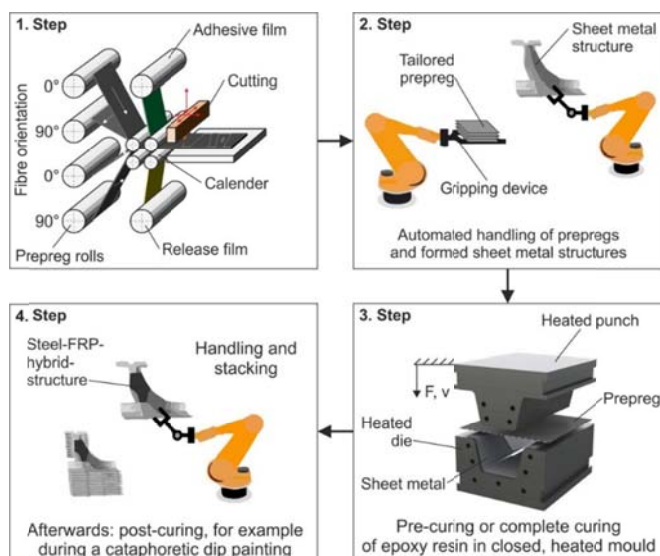 1. Step
Adhesive film
Cutting
Fibre orientation
0°
90°
0°
90°
Calender
Prepreg rolls
Release film
2. Step
Sheet metal
structure
Tailored
prepreg
Gripping device
Automated handling of prepregs
and formed sheet metal structures
3. Step
Heated punch
F, v
Prepreg
Heated
die
Sheet metal
Pre-curing or complete curing
of epoxy resin in closed, heated mould
4. Step
Steel-FRP-
hybrid-
structure
Handling and
stacking
Afterwards: post-curing, for example
during a cataphoretic dip painting